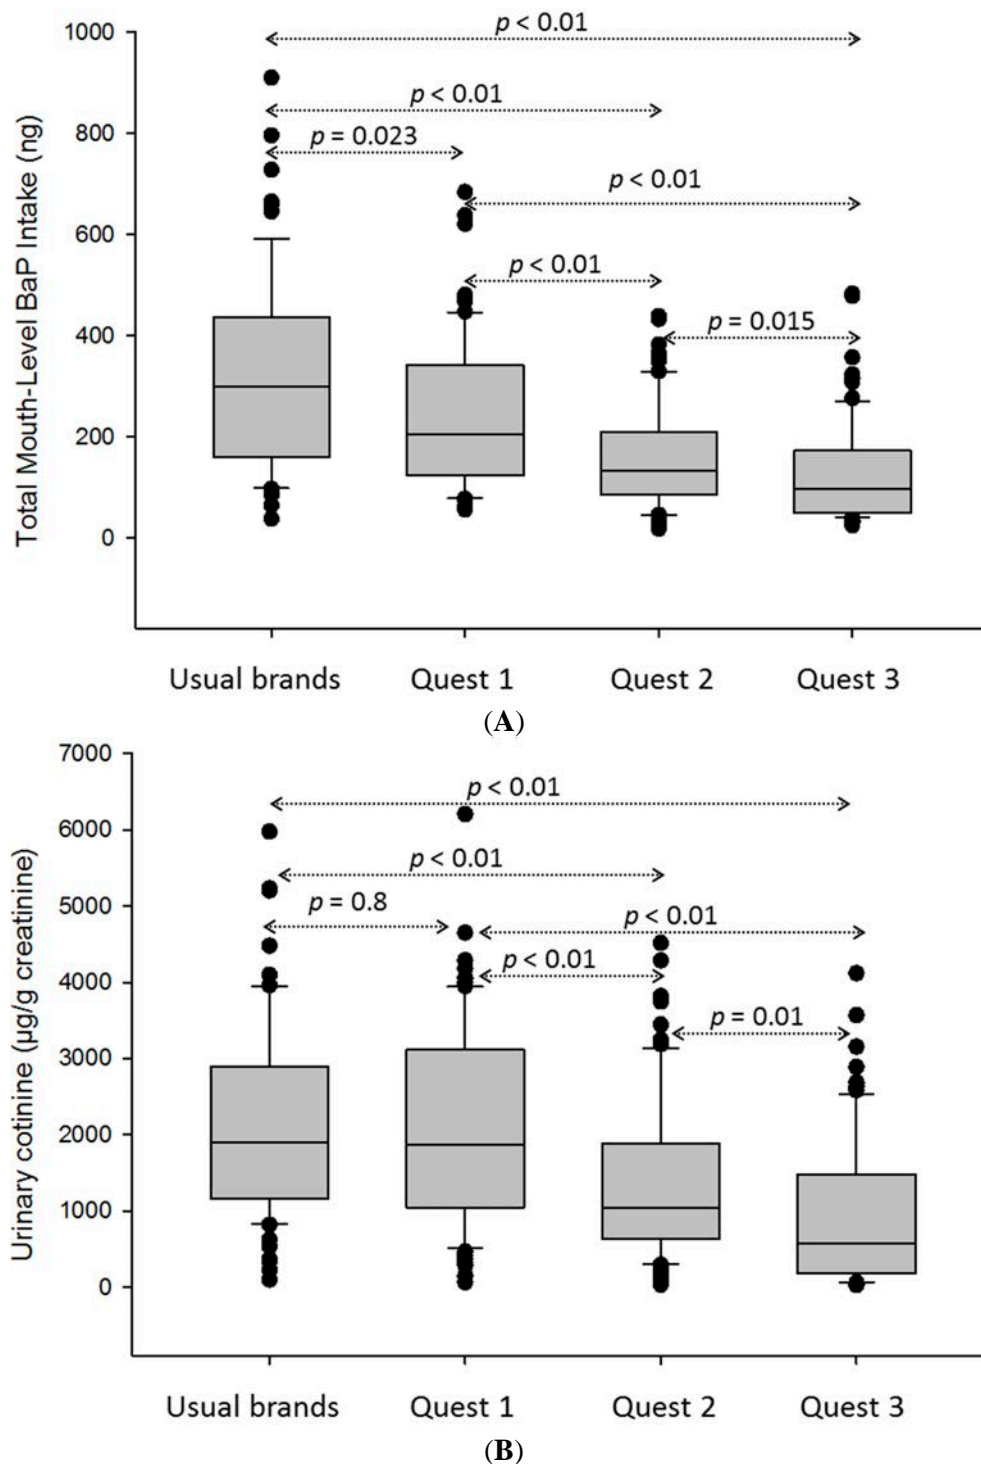 Total Mouth-Level BaP Intake (ng)
1000
800
600
400
200
0
p < 0.01
p < 0.01
p = 0.023
p < 0.01
p < 0.01
p = 0.015
Usual brands Quest 1 Quest 2 Quest 3
(A)
Urinary cotinine (µg/g creatinine)
7000
6000
5000
4000
3000
2000
1000
0
p < 0.01
p < 0.01
p = 0.8
p < 0.01
p < 0.01
p = 0.01
Usual brands Quest 1 Quest 2 Quest 3
(B)